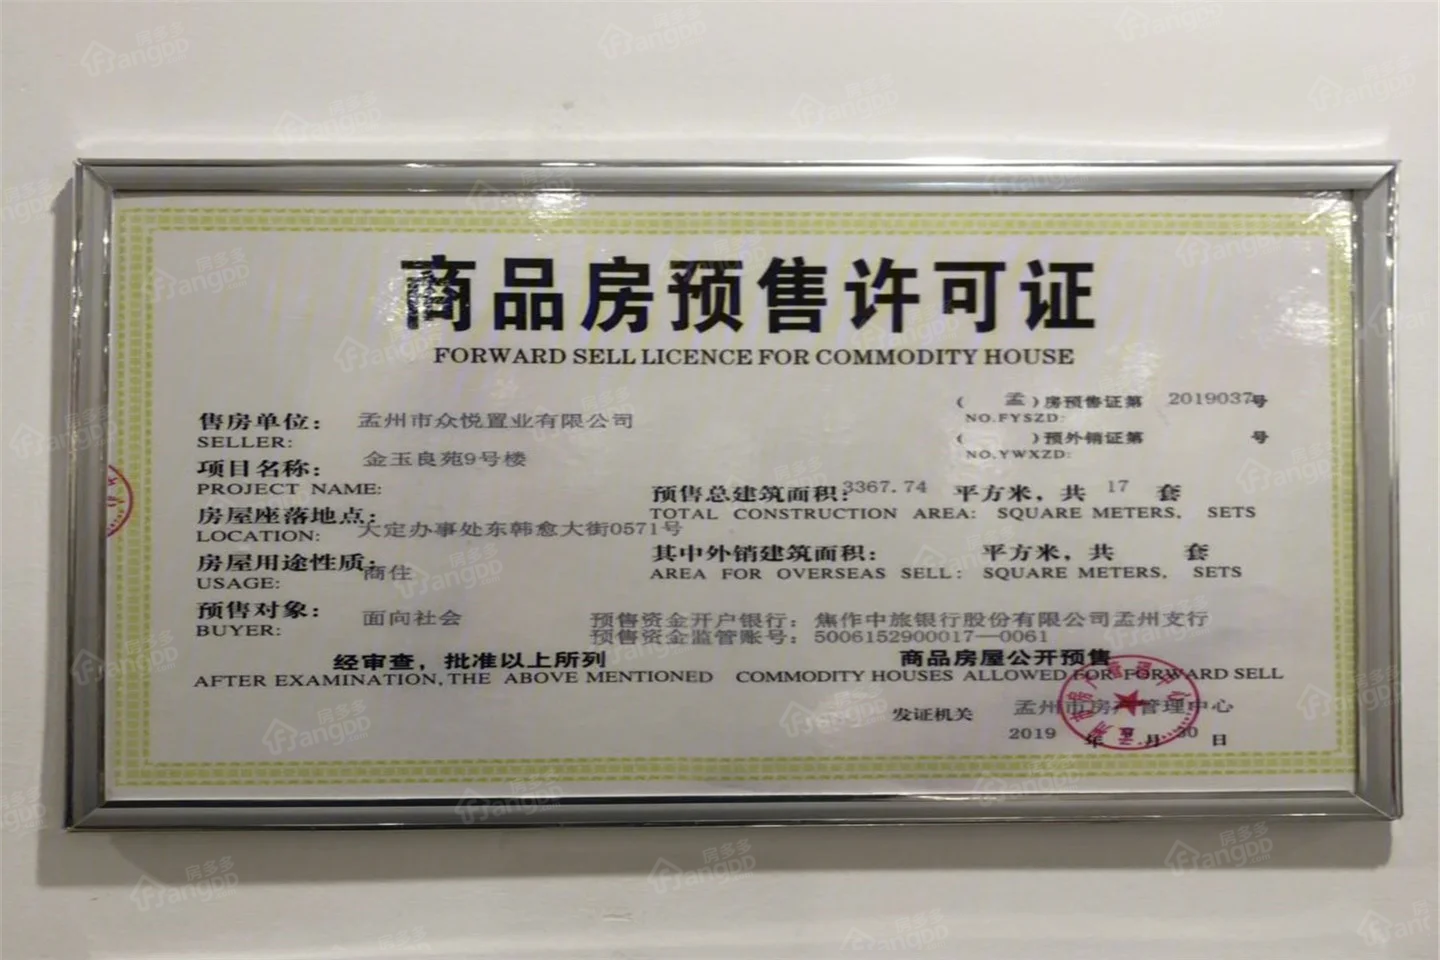 商品房预售许可证
FORWARD SELL LICENCE FOR COMMODITY HOUSE
(孟)房预售证第2019037号
NO.FYSZD:
( )预外销证第 号
NO.YWXZD:
售房单位：孟州市众悦置业有限公司
SELLER:
项目名称：金玉良苑9号楼
PROJECT NAME:
预售总建筑面积：3367.74 平方米，共 17 套
TOTAL CONSTRUCTION AREA: SQUARE METERS, SETS
房屋座落地点：大定办事处东韩愈大街0571号
LOCATION:
其中外销建筑面积： 平方米，共 套
AREA FOR OVERSEAS SELL: SQUARE METERS, SETS
房屋用途性质：商住
USAGE:
预售对象：面向社会
BUYER:
预售资金开户银行：焦作中旅银行股份有限公司孟州支行
预售资金监管账号：5006152900017—0061
经审查，批准以上所列 商品房屋公开预售
AFTER EXAMINATION, THE ABOVE MENTIONED COMMODITY HOUSES ALLOWED FOR FORWARD SELL
发证机关 孟州市房产管理中心
2019 年 月 30 日
房多多
Fangdd.com